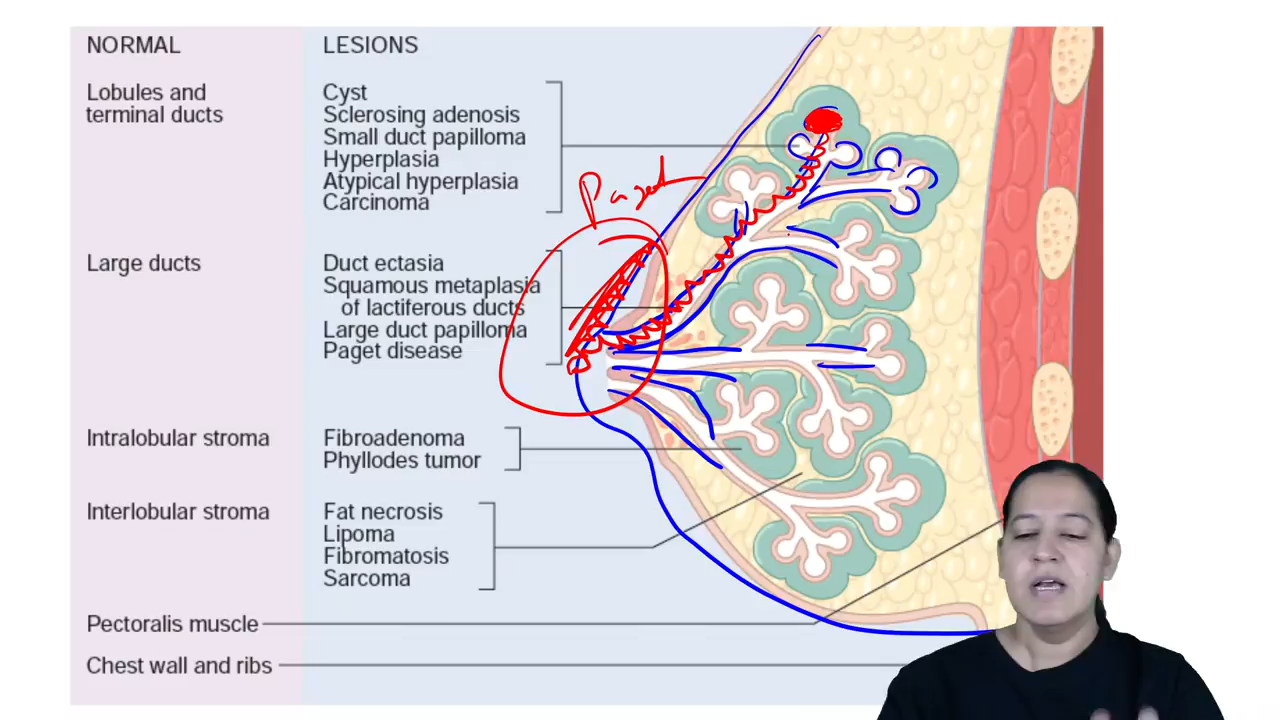 NORMAL
LESIONS
Lobules and
terminal ducts
Cyst
Sclerosing adenosis
Small duct papilloma
Hyperplasia
Atypical hyperplasia
Carcinoma
Paget
Large ducts
Duct ectasia
Squamous metaplasia
of lactiferous ducts
Large duct papilloma
Paget disease
Intralobular stroma
Fibroadenoma
Phyllodes tumor
Interlobular stroma
Fat necrosis
Lipoma
Fibromatosis
Sarcoma
Pectoralis muscle
Chest wall and ribs